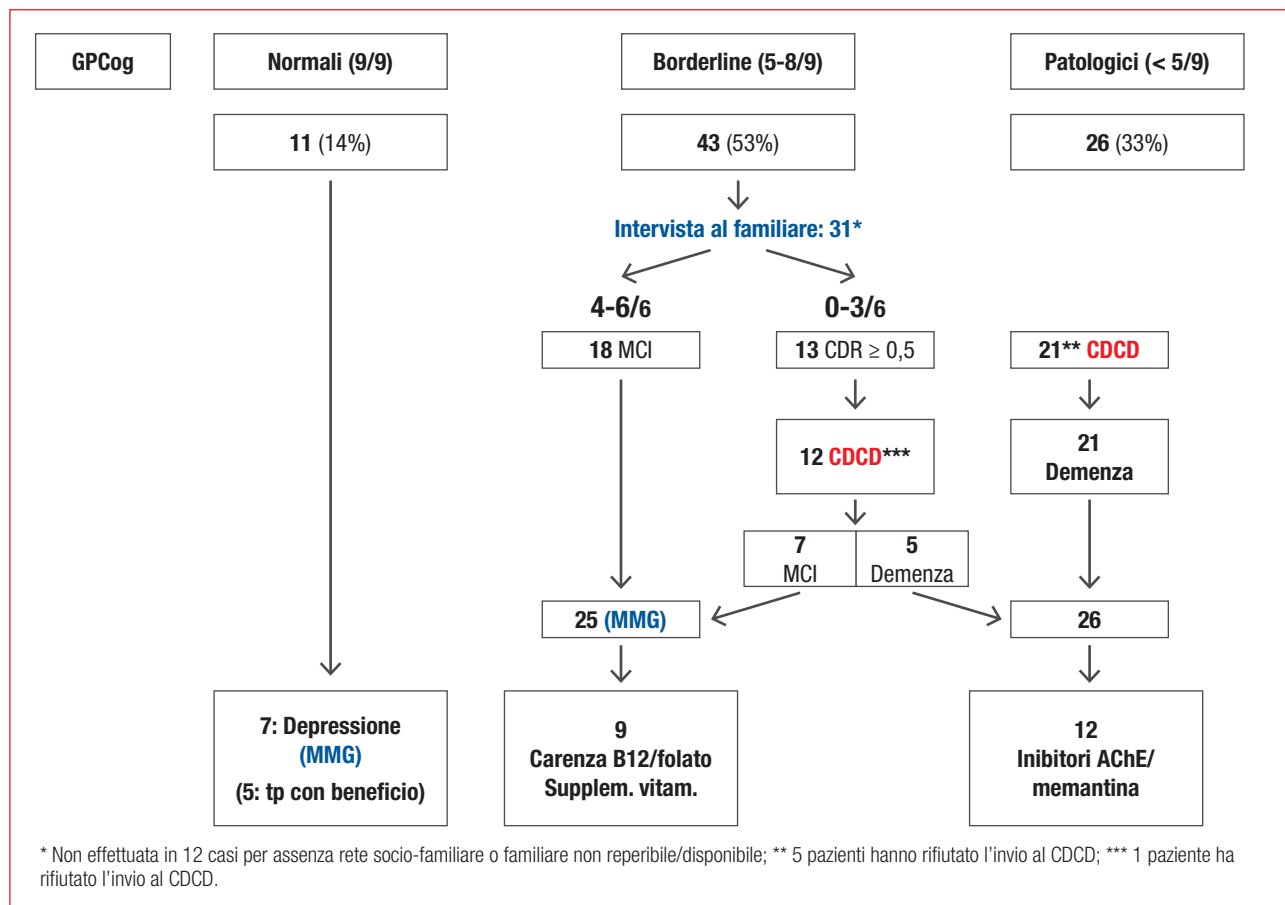 GPCog
Normali (9/9)
Borderline (5-8/9)
Patologici (< 5/9)
11 (14%)
43 (53%)
26 (33%)
Intervista al familiare: 31*
4-6/6
0-3/6
18 MCI
13 CDR ≥ 0,5
21** CDCD
12 CDCD***
21
Demenza
7
MCI
5
Demenza
25 (MMG)
26
7: Depressione
(MMG)
(5: tp con beneficio)
9
Carenza B12/folato
Supplem. vitam.
12
Inibitori AChE/
memantina
* Non effettuata in 12 casi per assenza rete socio-familiare o familiare non reperibile/disponibile; ** 5 pazienti hanno rifiutato l'invio al CDCD; *** 1 paziente ha
rifiutato l'invio al CDCD.